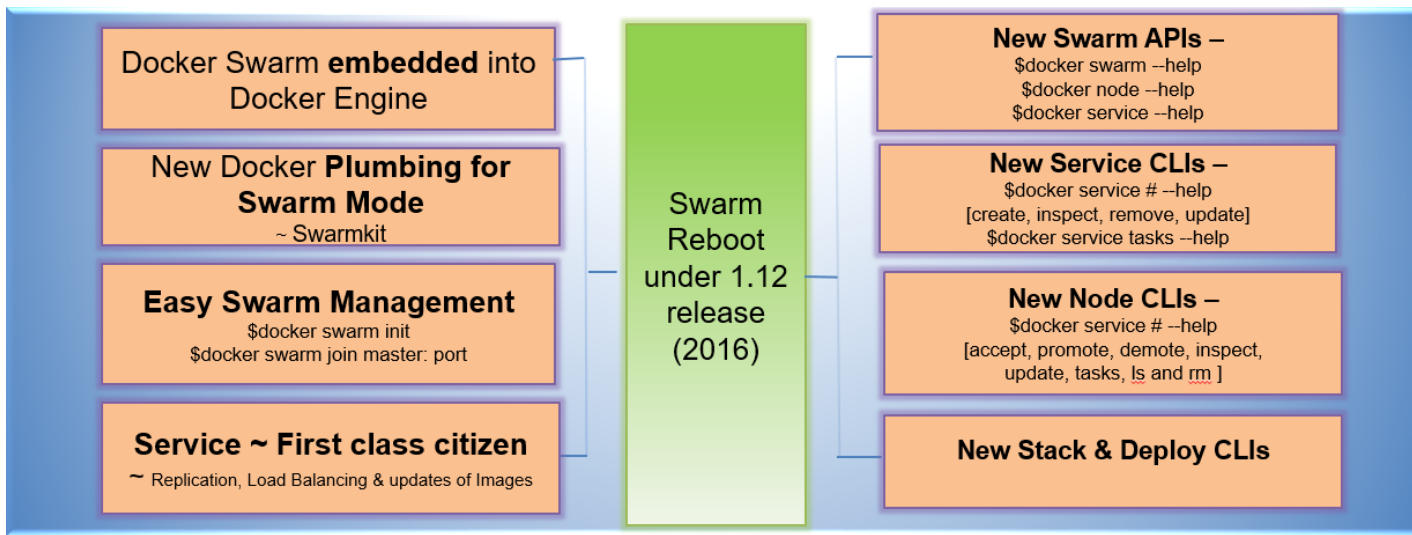 Docker Swarm embedded into
Docker Engine
New Docker Plumbing for
Swarm Mode
~ Swarmkit
Easy Swarm Management
$docker swarm init
$docker swarm join master: port
Service ~ First class citizen
~ Replication, Load Balancing & updates of Images
Swarm
Reboot
under 1.12
release
(2016)
New Swarm APIs –
$docker swarm --help
$docker node --help
$docker service --help
New Service CLIs –
$docker service # --help
[create, inspect, remove, update]
$docker service tasks --help
New Node CLIs –
$docker service # --help
[accept, promote, demote, inspect,
update, tasks, ls and rm ]
New Stack & Deploy CLIs